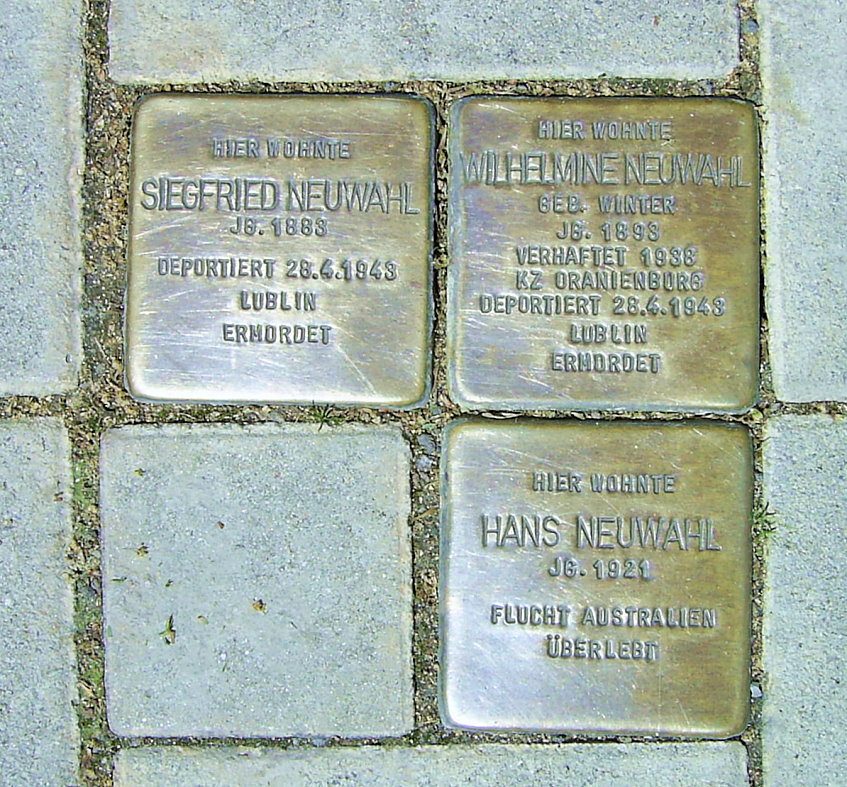 HIER WOHNTE
SIEGFRIED NEUWAHL
JG. 1883
DEPORTIERT 28.4.1943
LUBLIN
ERMORDET
HIER WOHNTE
WILHELMINE NEUWAHL
GEB. WINTER
JG. 1893
VERHAFTET 1938
KZ ORANIENBURG
DEPORTIERT 28.4.1943
LUBLIN
ERMORDET
HIER WOHNTE
HANS NEUWAHL
JG. 1921
FLUCHT AUSTRALIEN
ÜBERLEBT